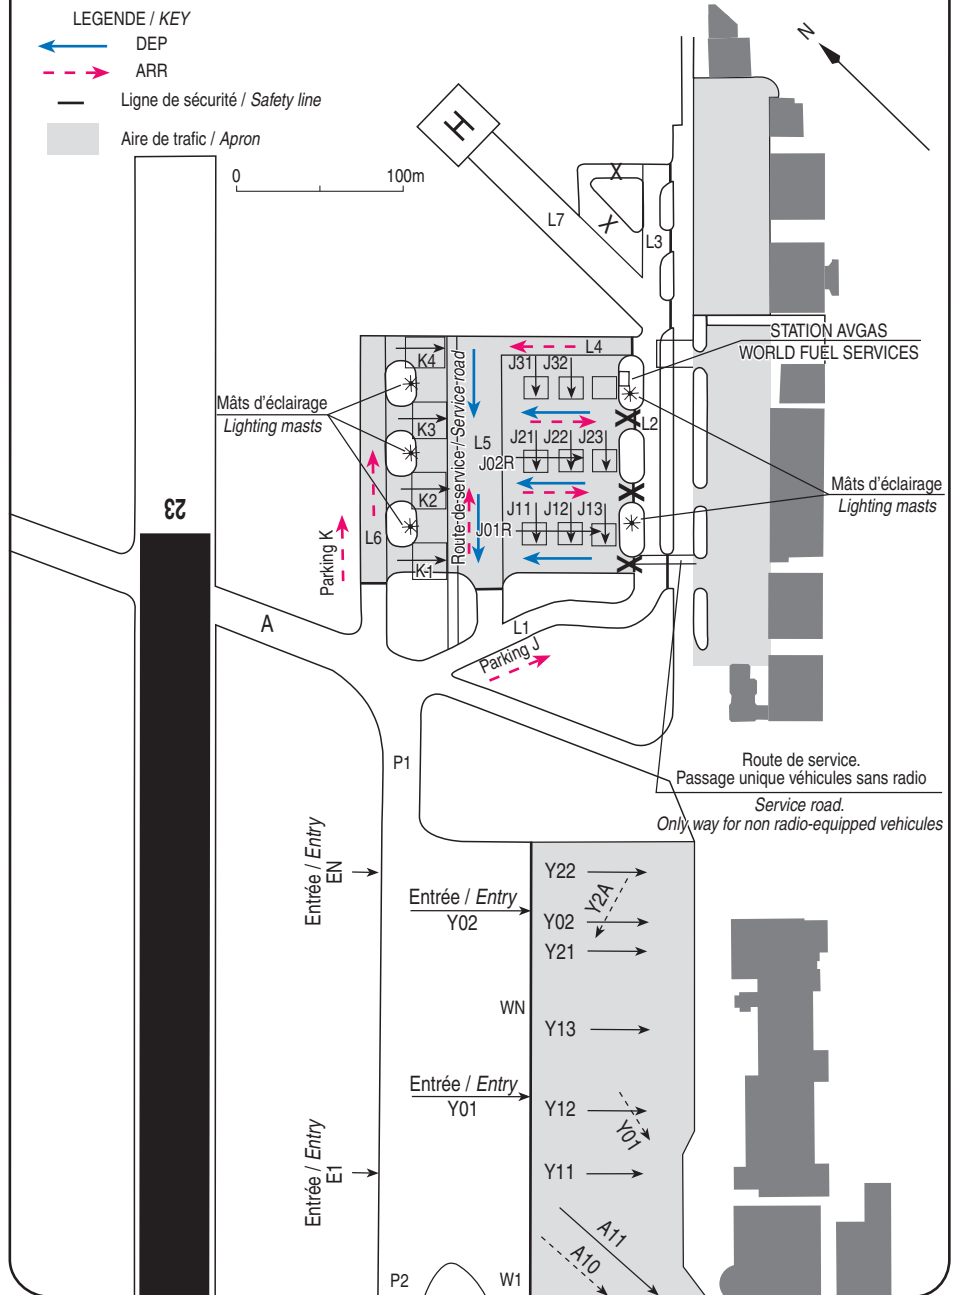 LEGENDE / KEY
DEP
ARR
Ligne de sécurité / Safety line
Aire de trafic / Apron
0 100m
N
H
X
X
L7
L3
STATION AVGAS
WORLD FUEL SERVICES
L4
K4
J31 J32
Mâts d'éclairage
Lighting masts
K3
Route de service / Service road
L5
L2
J21 J22 J23
J02R
Mâts d'éclairage
Lighting masts
K2
J11 J12 J13
J01R
L6
K1
Parking K
23
A
L1
Parking J
P1
Route de service.
Passage unique véhicules sans radio
Service road.
Only way for non radio-equipped vehicules
Entrée / Entry
EN
Y22
Y2A
Entrée / Entry
Y02
Y02
Y21
WN
Y13
Entrée / Entry
Y01
Y12
Y01
Entrée / Entry
E1
Y11
A11
A10
P2
W1